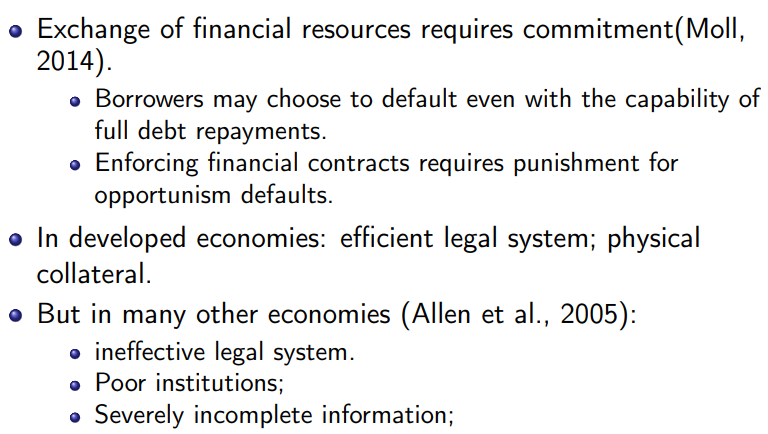 Exchange of financial resources requires commitment(Moll,
2014).
Borrowers may choose to default even with the capability of
full debt repayments.
Enforcing financial contracts requires punishment for
opportunism defaults.
In developed economies: efficient legal system; physical
collateral.
But in many other economies (Allen et al., 2005):
ineffective legal system.
Poor institutions;
Severely incomplete information;